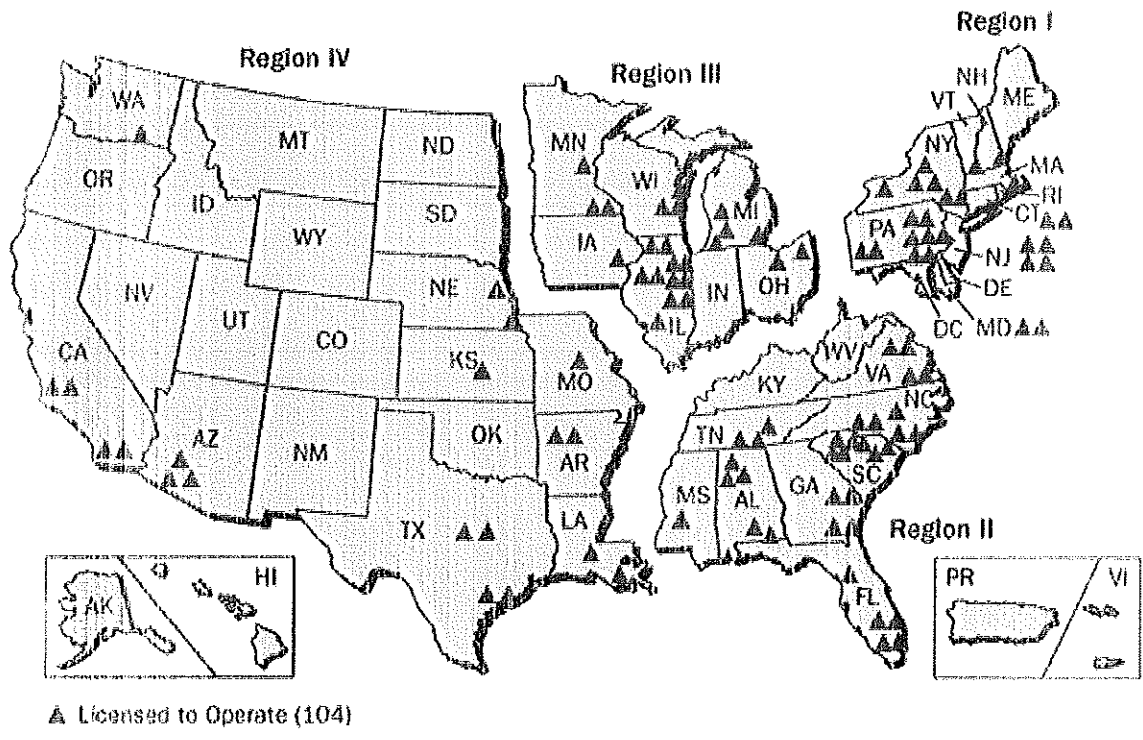 Region I
Region IV
Region III
NH
WA
VT
ME
MT
ND
MN
NY
OR
MA
WI
RI
ID
SD
MI
CT
WY
IA
PA
NJ
NE
OH
NV
IN
DE
UT
IL
DC
MD
CO
CA
KS
WV
MO
VA
KY
NC
AZ
OK
TN
NM
AR
SC
MS
AL
GA
TX
LA
Region II
HI
PR
VI
AK
FL
Licensed to Operate (104)